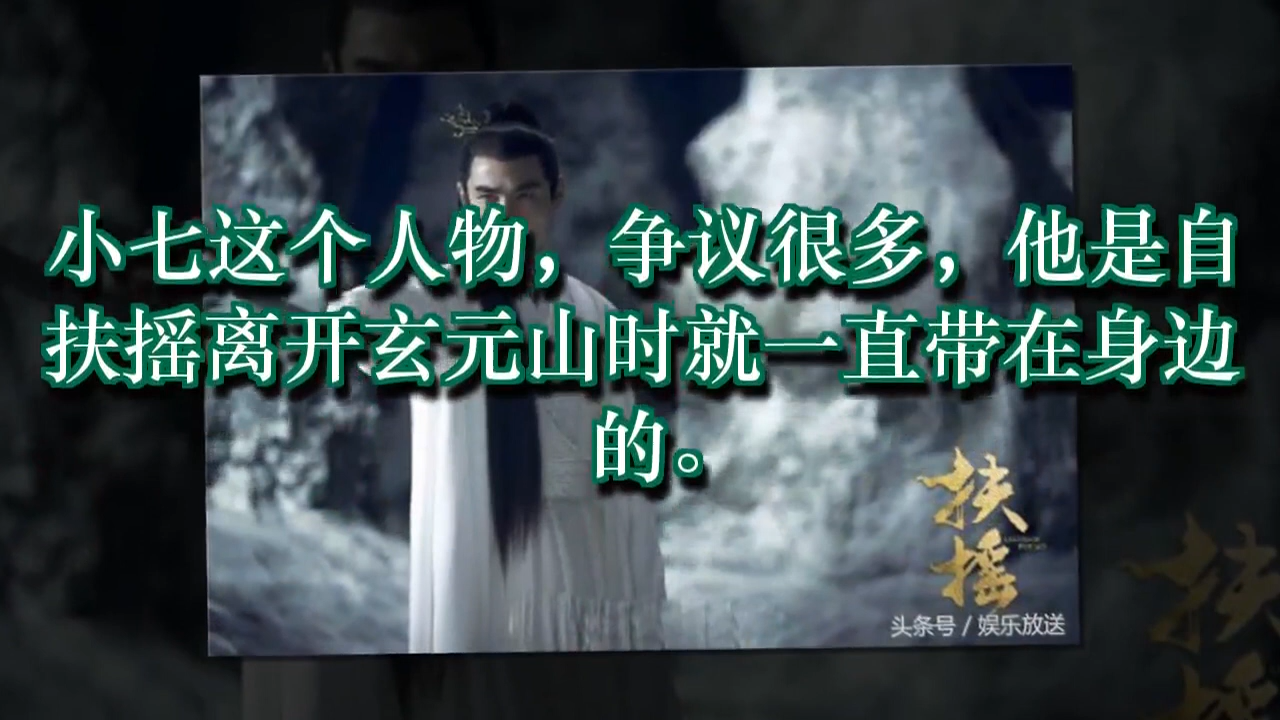 小七这个人物，争议很多，他是自
扶摇离开玄元山时就一直带在身边
的。
扶
摇
头条号 / 娱乐放送
扶
摇